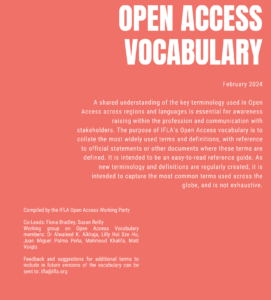 OPEN ACCESS
VOCABULARY
February 2024
A shared understanding of the key terminology used in Open
Access across regions and languages is essential for awareness
raising within the profession and communication with
stakeholders. The purpose of IFLA's Open Access vocabulary is to
collate the most widely used terms and definitions, with reference
to official statements or other documents where these terms are
defined. It is intended to be an easy-to-read reference guide. As
new terminology and definitions are regularly created, it is
intended to capture the most common terms used across the
globe, and is not exhaustive.
Compiled by the IFLA Open Access Working Party
Co-Leads: Fiona Bradley, Susan Reilly
Working group on Open Access Vocabulary
members: Dr Alwaleed K. Alkhaja, Lilly Hoi Sze Ho,
Juan Miguel Palma Peña, Mahmoud Khalifa, Matt
Voigts
Feedback and suggestions for additional terms to
include in future versions of the vocabulary can be
sent to: ifla@ifla.org